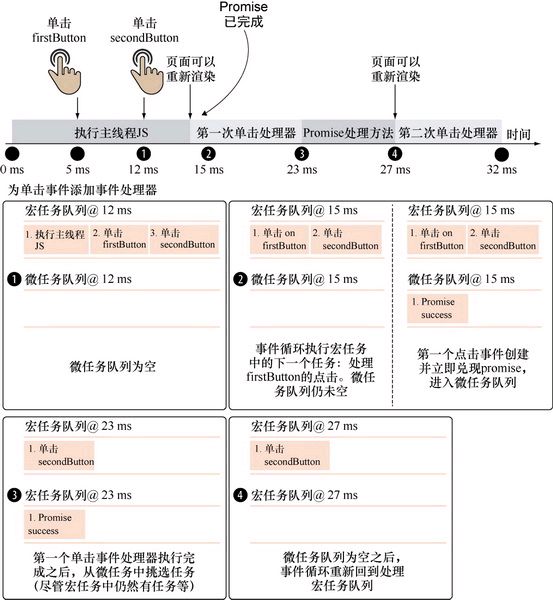 Promise
已完成
单击
firstButton
单击
secondButton
页面可以
重新渲染
页面可以
重新渲染
执行主线程JS
第一次单击处理器
Promise处理方法
第二次单击处理器
时间
1
2
3
4
0 ms
5 ms
12 ms
15 ms
23 ms
27 ms
32 ms
为单击事件添加事件处理器
宏任务队列@ 12 ms
1. 执行主线程
JS
2. 单击
firstButton
3. 单击
secondButton
1 微任务队列@ 12 ms
微任务队列为空
宏任务队列@ 15 ms
1. 单击 on
firstButton
2. 单击
secondButton
2 微任务队列@ 15 ms
事件循环执行宏任务
中的下一个任务：处理
firstButton的点击。微任
务队列仍未空
宏任务队列@ 15 ms
1. 单击 on
firstButton
2. 单击
secondButton
微任务队列@ 15 ms
1. Promise
success
第一个点击事件创建
并立即兑现promise，
进入微任务队列
宏任务队列@ 23 ms
1. 单击
secondButton
3 宏任务队列@ 23 ms
1. Promise
success
第一个单击事件处理器执行完
成之后，从微任务中挑选任务
(尽管宏任务中仍然有任务等)
宏任务队列@ 27 ms
1. 单击
secondButton
4 宏任务队列@ 27 ms
微任务队列为空之后，
事件循环重新回到处理
宏任务队列